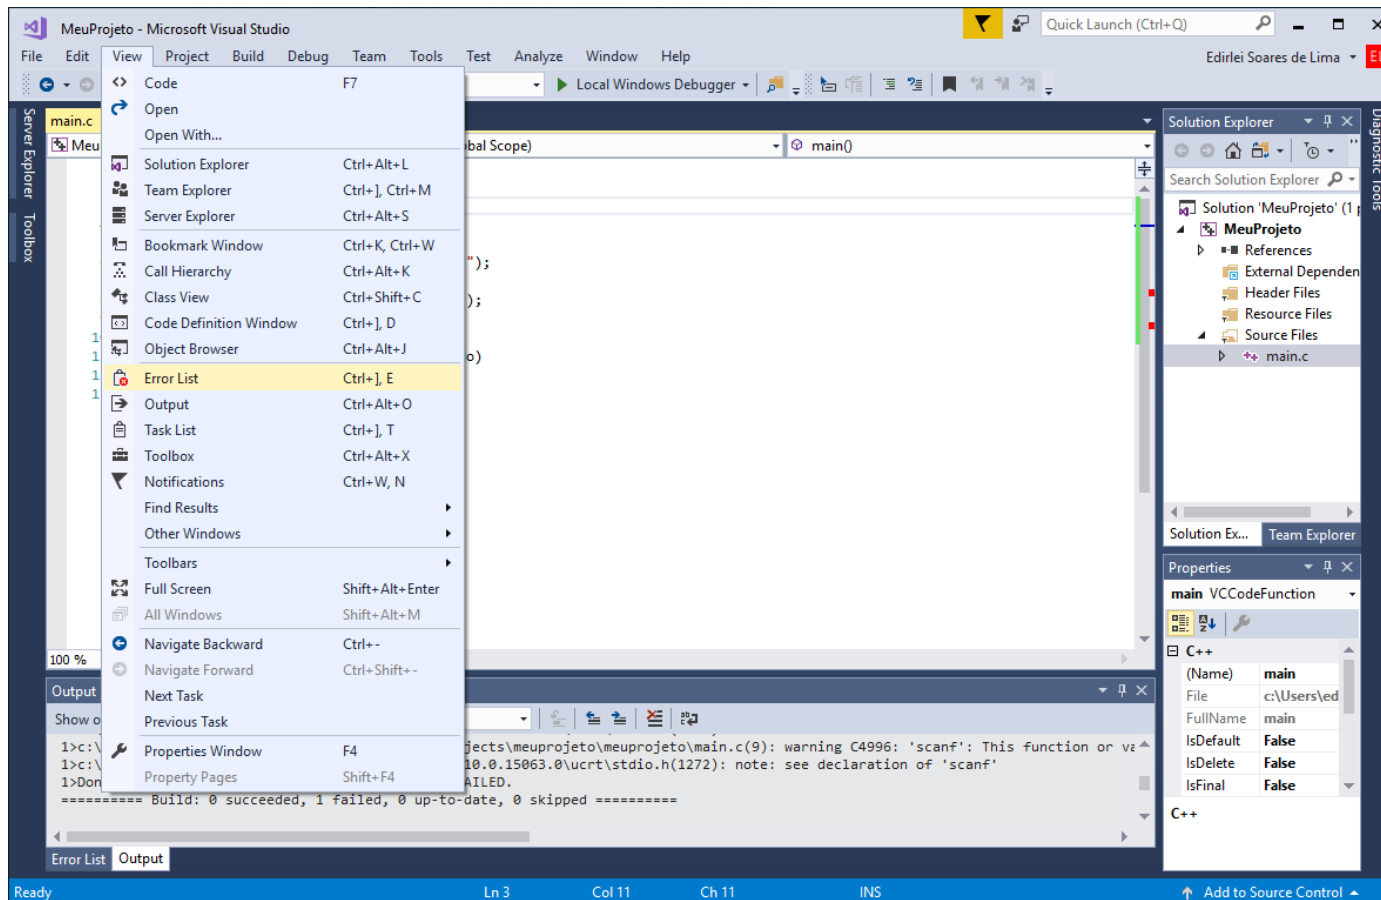 MeuProjeto - Microsoft Visual Studio
Quick Launch (Ctrl+Q)
File Edit View Project Build Debug Team Tools Test Analyze Window Help
Edirlei Soares de Lima
Local Windows Debugger
Server Explorer
Toolbox
main.c
Meu
bal Scope)
main()
Code F7
Open
Open With...
Solution Explorer Ctrl+Alt+L
Team Explorer Ctrl+], Ctrl+M
Server Explorer Ctrl+Alt+S
Bookmark Window Ctrl+K, Ctrl+W
Call Hierarchy Ctrl+Alt+K
Class View Ctrl+Shift+C
Code Definition Window Ctrl+], D
Object Browser Ctrl+Alt+J
Error List Ctrl+], E
Output Ctrl+Alt+O
Task List Ctrl+], T
Toolbox Ctrl+Alt+X
Notifications Ctrl+W, N
Find Results
Other Windows
Toolbars
Full Screen Shift+Alt+Enter
All Windows Shift+Alt+M
Navigate Backward Ctrl+-
Navigate Forward Ctrl+Shift+-
Next Task
Previous Task
Properties Window F4
Property Pages Shift+F4
");
);
o)
1
1
1
1
100 %
Solution Explorer
Search Solution Explorer
Solution 'MeuProjeto' (1 p
MeuProjeto
References
External Dependen
Header Files
Resource Files
Source Files
main.c
Solution Ex... Team Explorer
Diagnostic Tools
Properties
main VCCodeFunction
C++
(Name) main
File c:\Users\ed
FullName main
IsDefault False
IsDelete False
IsFinal False
C++
Output
Show o
1>c:\ jects\meuprojeto\meuprojeto\main.c(9): warning C4996: 'scanf': This function or va
1>c:\ 10.0.15063.0\ucrt\stdio.h(1272): note: see declaration of 'scanf'
1>Don AILED.
========== Build: 0 succeeded, 1 failed, 0 up-to-date, 0 skipped ==========
Error List Output
Ready Ln 3 Col 11 Ch 11 INS Add to Source Control